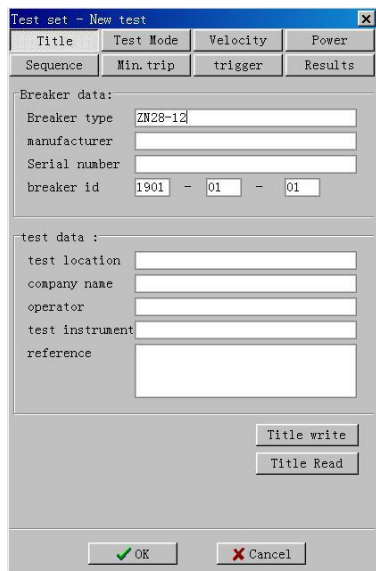 Test set - New test
Title Test Mode Velocity Power
Sequence Min.trip trigger Results
Breaker data:
Breaker type ZN28-12
manufacturer
Serial number
breaker id 1901 - 01 - 01
test data :
test location
company name
operator
test instrument
reference
Title write
Title Read
OK Cancel